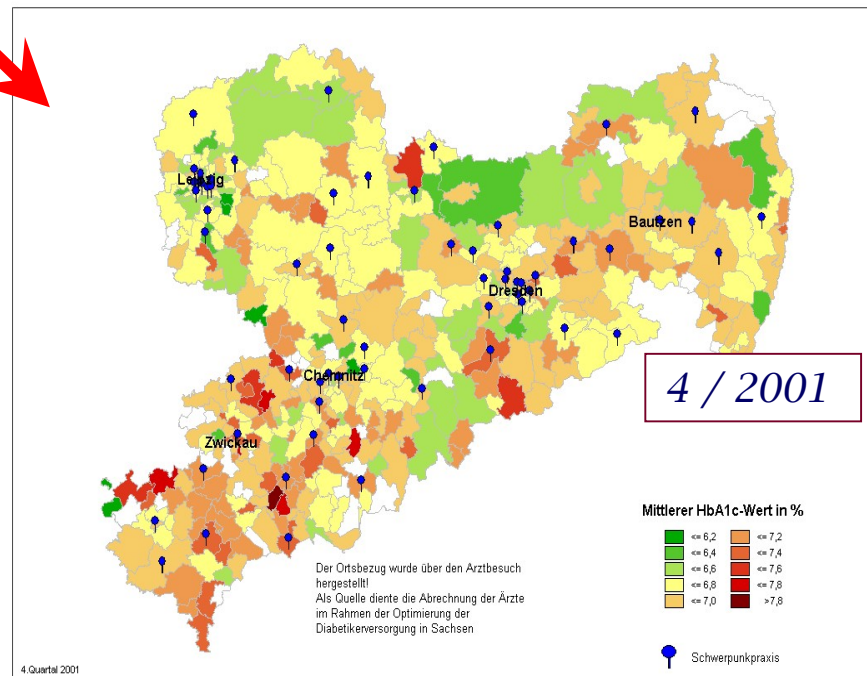 Leipzig
Bautzen
Dresden
Chemnitz
4 / 2001
Zwickau
Mittlerer HbA1c-Wert in %
<= 6,2 <= 7,2
<= 6,4 <= 7,4
<= 6,6 <= 7,6
<= 6,8 <= 7,8
<= 7,0 >7,8
Der Ortsbezug wurde über den Arztbesuch
hergestellt!
Als Quelle diente die Abrechnung der Ärzte
im Rahmen der Optimierung der
Diabetikerversorgung in Sachsen
Schwerpunkpraxis
4.Quartal 2001